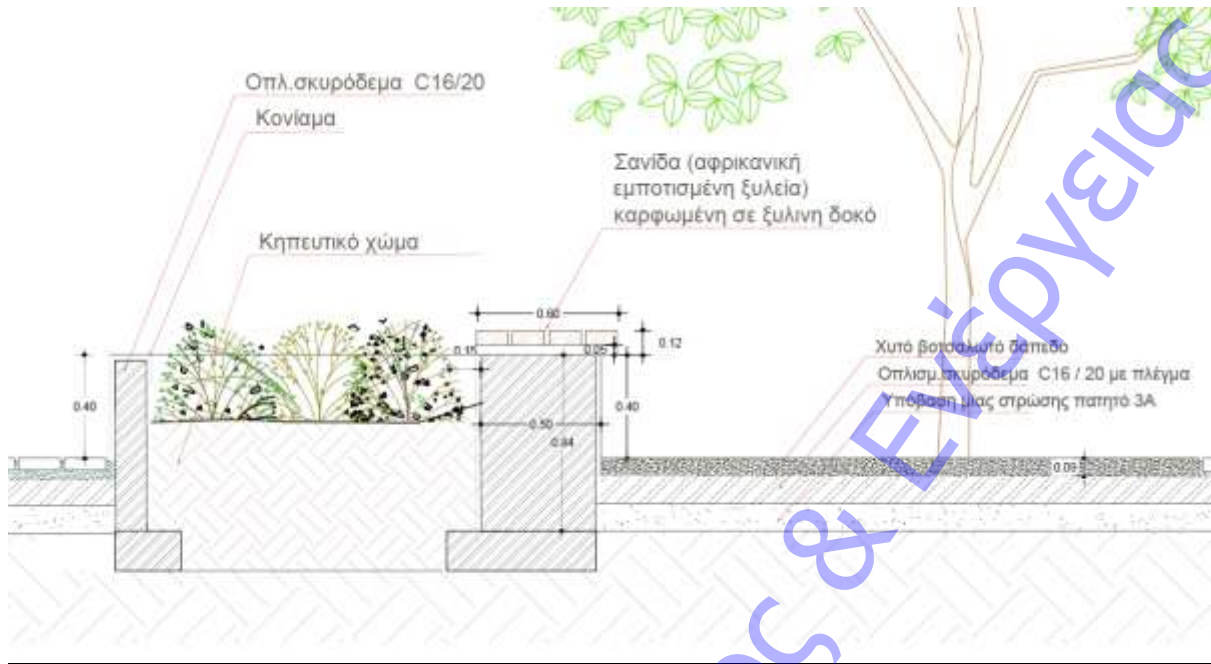 Οπλ.σκυρόδεμα C16/20
Κονίαμα
Σανίδα (αφρικανική
εμποτισμένη ξυλεία)
καρφωμένη σε ξυλινη δοκό
Κηπευτικό χώμα
0.60
0.12
0.15
0.05
0.40
0.40
0.50
0.84
Χυτό βοτσαλωτό δάπεδο
Οπλισμ.σκυρόδεμα C16 / 20 με πλέγμα
Υπόβαση μίας στρώσης πατητό 3Α
0.09
ς & Ενέργειας